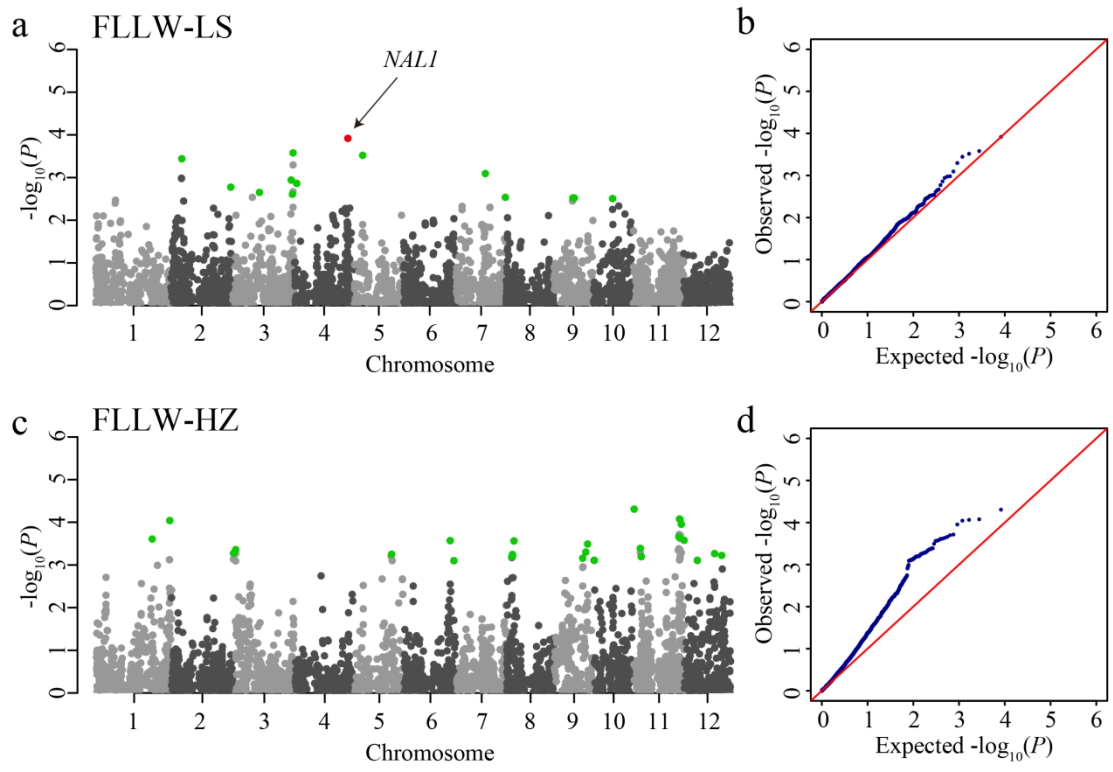 a FLLW-LS
b
NAL1
-log10(P)
0 1 2 3 4 5 6
1 2 3 4 5 6 7 8 9 10 11 12
Chromosome
Observed -log10(P)
0 1 2 3 4 5 6
0 1 2 3 4 5 6
Expected -log10(P)
c FLLW-HZ
d
-log10(P)
0 1 2 3 4 5 6
1 2 3 4 5 6 7 8 9 10 11 12
Chromosome
Observed -log10(P)
0 1 2 3 4 5 6
0 1 2 3 4 5 6
Expected -log10(P)